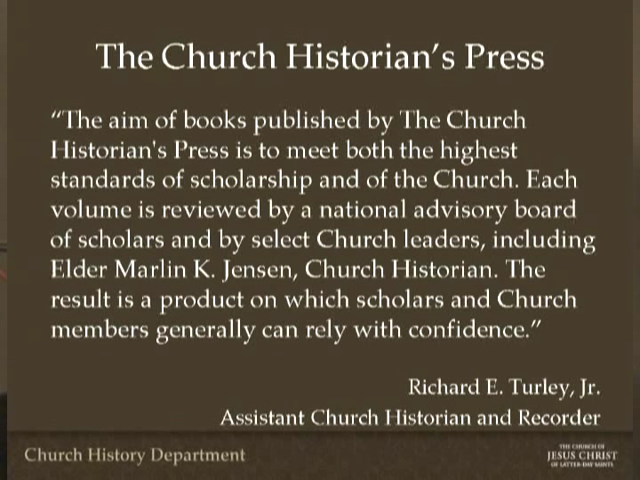 The Church Historian’s Press
“The aim of books published by The Church
Historian's Press is to meet both the highest
standards of scholarship and of the Church. Each
volume is reviewed by a national advisory board
of scholars and by select Church leaders, including
Elder Marlin K. Jensen, Church Historian. The
result is a product on which scholars and Church
members generally can rely with confidence.”
Richard E. Turley, Jr.
Assistant Church Historian and Recorder
Church History Department
THE CHURCH OF
JESUS CHRIST
OF LATTER-DAY SAINTS